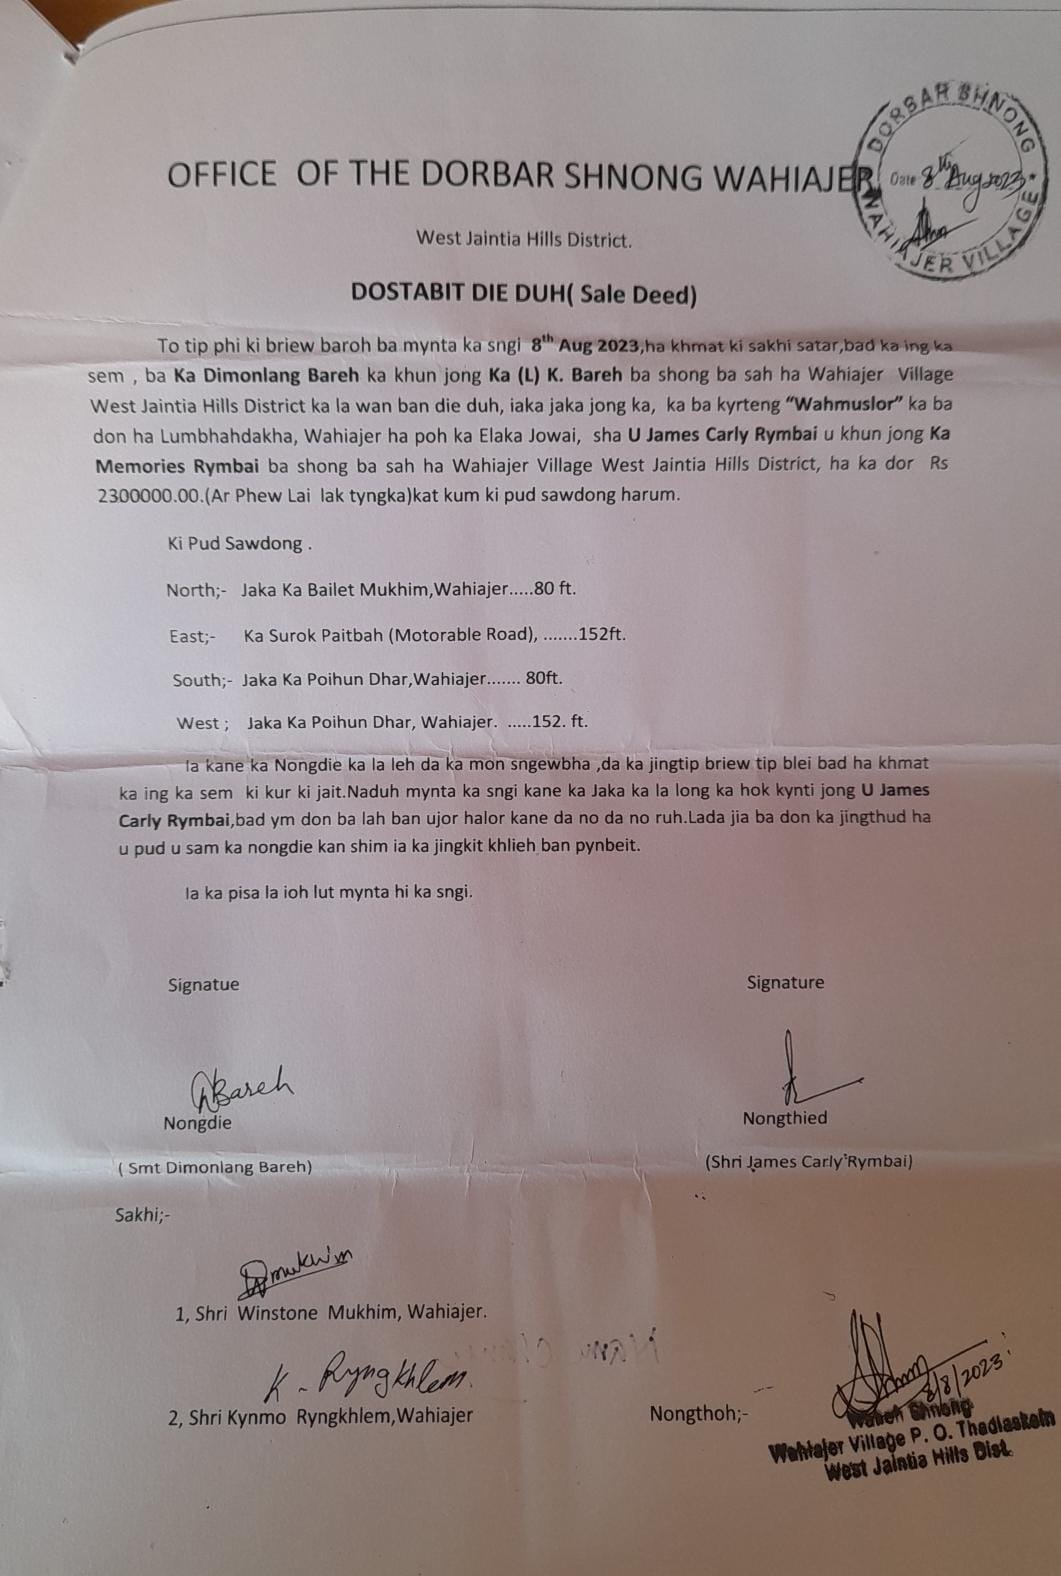 DORBAR SHNONG
WAHIAJER VILLAGE
Date 8th Aug 2023
OFFICE OF THE DORBAR SHNONG WAHIAJER
West Jaintia Hills District.
DOSTABIT DIE DUH( Sale Deed)
To tip phi ki briew baroh ba mynta ka sngi 8th Aug 2023,ha khmat ki sakhi satar,bad ka ing ka
sem , ba Ka Dimonlang Bareh ka khun jong Ka (L) K. Bareh ba shong ba sah ha Wahiajer Village
West Jaintia Hills District ka la wan ban die duh, iaka jaka jong ka, ka ba kyrteng “Wahmuslor” ka ba
don ha Lumbhahdakha, Wahiajer ha poh ka Elaka Jowai, sha U James Carly Rymbai u khun jong Ka
Memories Rymbai ba shong ba sah ha Wahiajer Village West Jaintia Hills District, ha ka dor Rs
2300000.00.(Ar Phew Lai lak tyngka)kat kum ki pud sawdong harum.
Ki Pud Sawdong .
North;- Jaka Ka Bailet Mukhim,Wahiajer.....80 ft.
East;- Ka Surok Paitbah (Motorable Road), .......152ft.
South;- Jaka Ka Poihun Dhar,Wahiajer....... 80ft.
West ; Jaka Ka Poihun Dhar, Wahiajer. .....152. ft.
Ia kane ka Nongdie ka la leh da ka mon sngewbha ,da ka jingtip briew tip blei bad ha khmat
ka ing ka sem ki kur ki jait.Naduh mynta ka sngi kane ka Jaka ka la long ka hok kynti jong U James
Carly Rymbai,bad ym don ba lah ban ujor halor kane da no da no ruh.Lada jia ba don ka jingthud ha
u pud u sam ka nongdie kan shim ia ka jingkit khlieh ban pynbeit.
Ia ka pisa la ioh lut mynta hi ka sngi.
Signatue Signature
Bareh
Nongdie Nongthied
( Smt Dimonlang Bareh) (Shri James Carly Rymbai)
Sakhi;-
Mukhim
1, Shri Winstone Mukhim, Wahiajer.
K - Ryngkhlem.
8/8/2023
2, Shri Kynmo Ryngkhlem,Wahiajer Nongthoh;-
Waheh Shnong
Wahiajer Village P. O. Thadlaskein
West Jaintia Hills Dist.